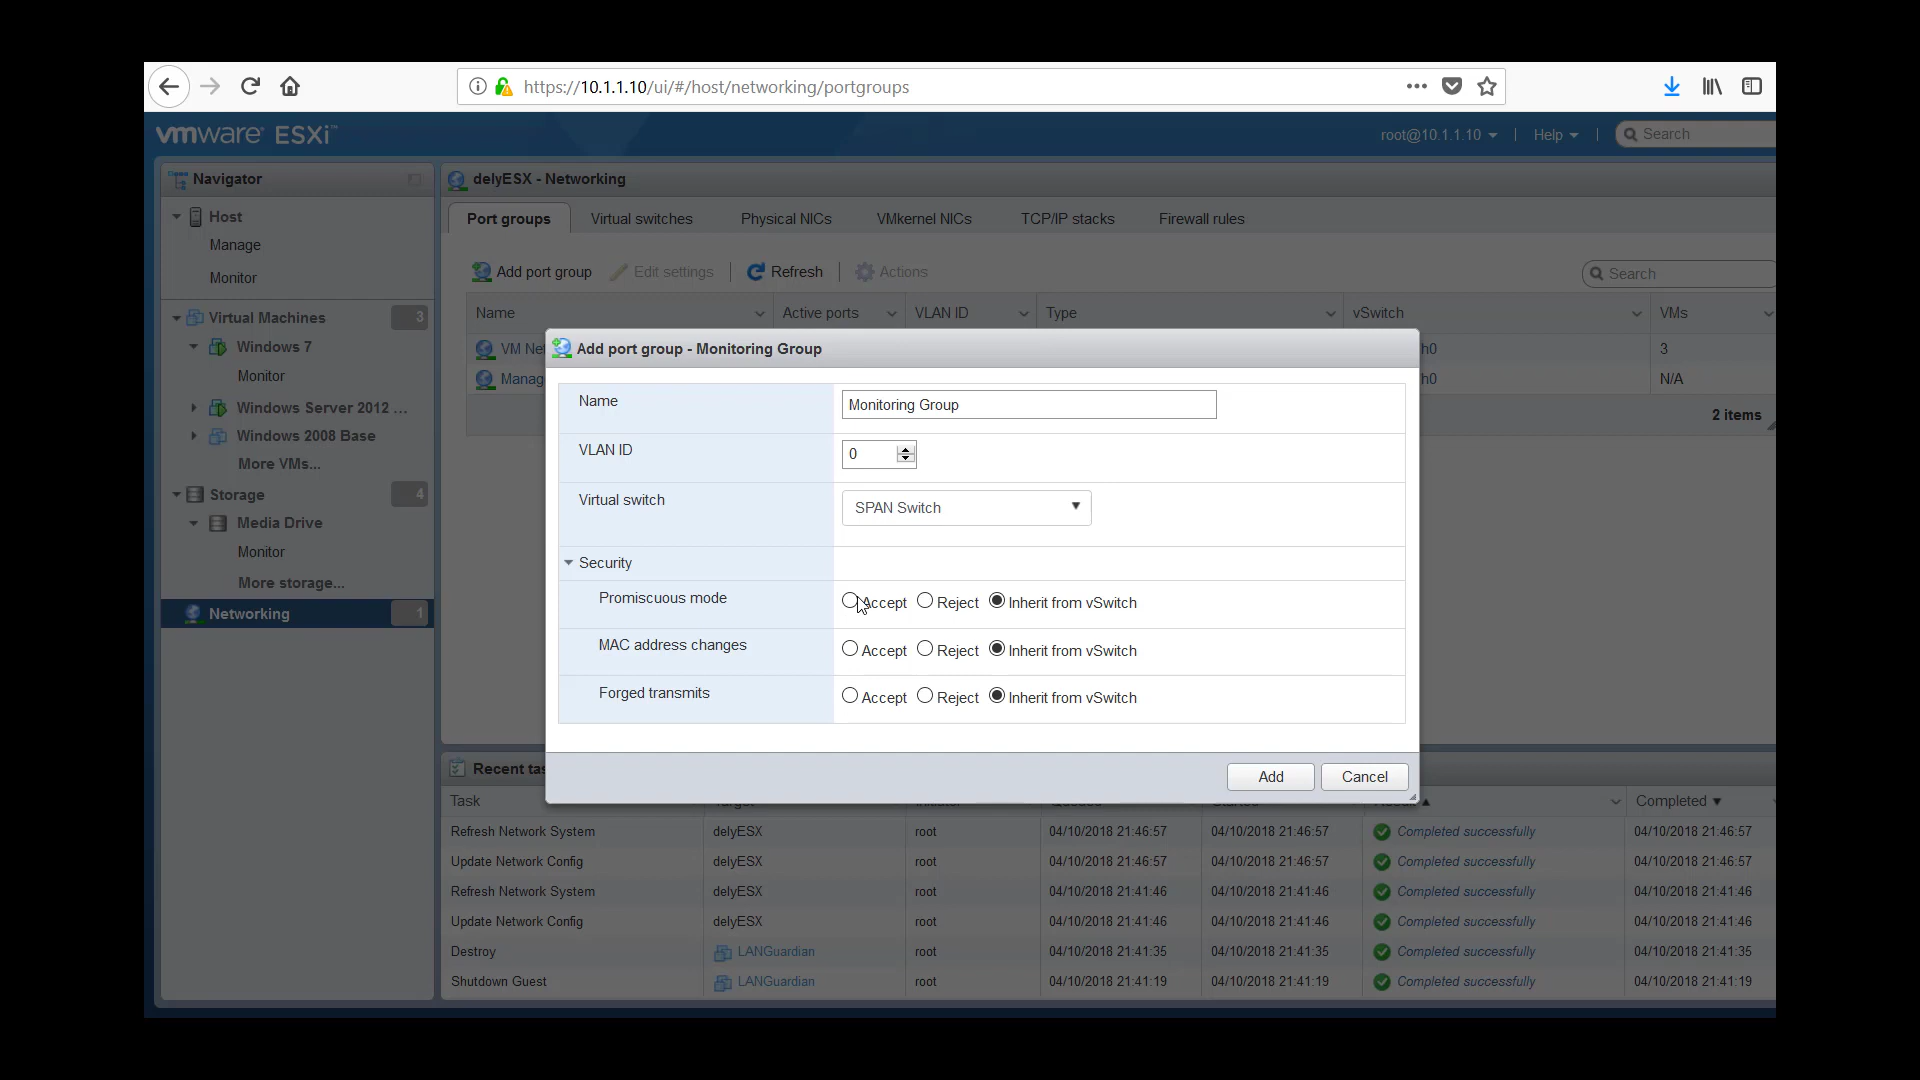 https://10.1.1.10/ui/#/host/networking/portgroups
vmware ESXi™
root@10.1.1.10
Help
Search
Navigator
Host
Manage
Monitor
Virtual Machines 3
Windows 7
Monitor
Windows Server 2012 ...
Windows 2008 Base
More VMs...
Storage 4
Media Drive
Monitor
More storage...
Networking 1
delyESX - Networking
Port groups Virtual switches Physical NICs VMkernel NICs TCP/IP stacks Firewall rules
Add port group Edit settings Refresh Actions
Search
Name Active ports VLAN ID Type vSwitch VMs
VM Ne h0 3
Manag h0 N/A
2 items
Add port group - Monitoring Group
Name Monitoring Group
VLAN ID 0
Virtual switch SPAN Switch
Security
Promiscuous mode Accept Reject Inherit from vSwitch
MAC address changes Accept Reject Inherit from vSwitch
Forged transmits Accept Reject Inherit from vSwitch
Add Cancel
Recent ta
Task Completed
Refresh Network System delyESX root 04/10/2018 21:46:57 04/10/2018 21:46:57 Completed successfully 04/10/2018 21:46:57
Update Network Config delyESX root 04/10/2018 21:46:57 04/10/2018 21:46:57 Completed successfully 04/10/2018 21:46:57
Refresh Network System delyESX root 04/10/2018 21:41:46 04/10/2018 21:41:46 Completed successfully 04/10/2018 21:41:46
Update Network Config delyESX root 04/10/2018 21:41:46 04/10/2018 21:41:46 Completed successfully 04/10/2018 21:41:46
Destroy LANGuardian root 04/10/2018 21:41:35 04/10/2018 21:41:35 Completed successfully 04/10/2018 21:41:35
Shutdown Guest LANGuardian root 04/10/2018 21:41:19 04/10/2018 21:41:19 Completed successfully 04/10/2018 21:41:19